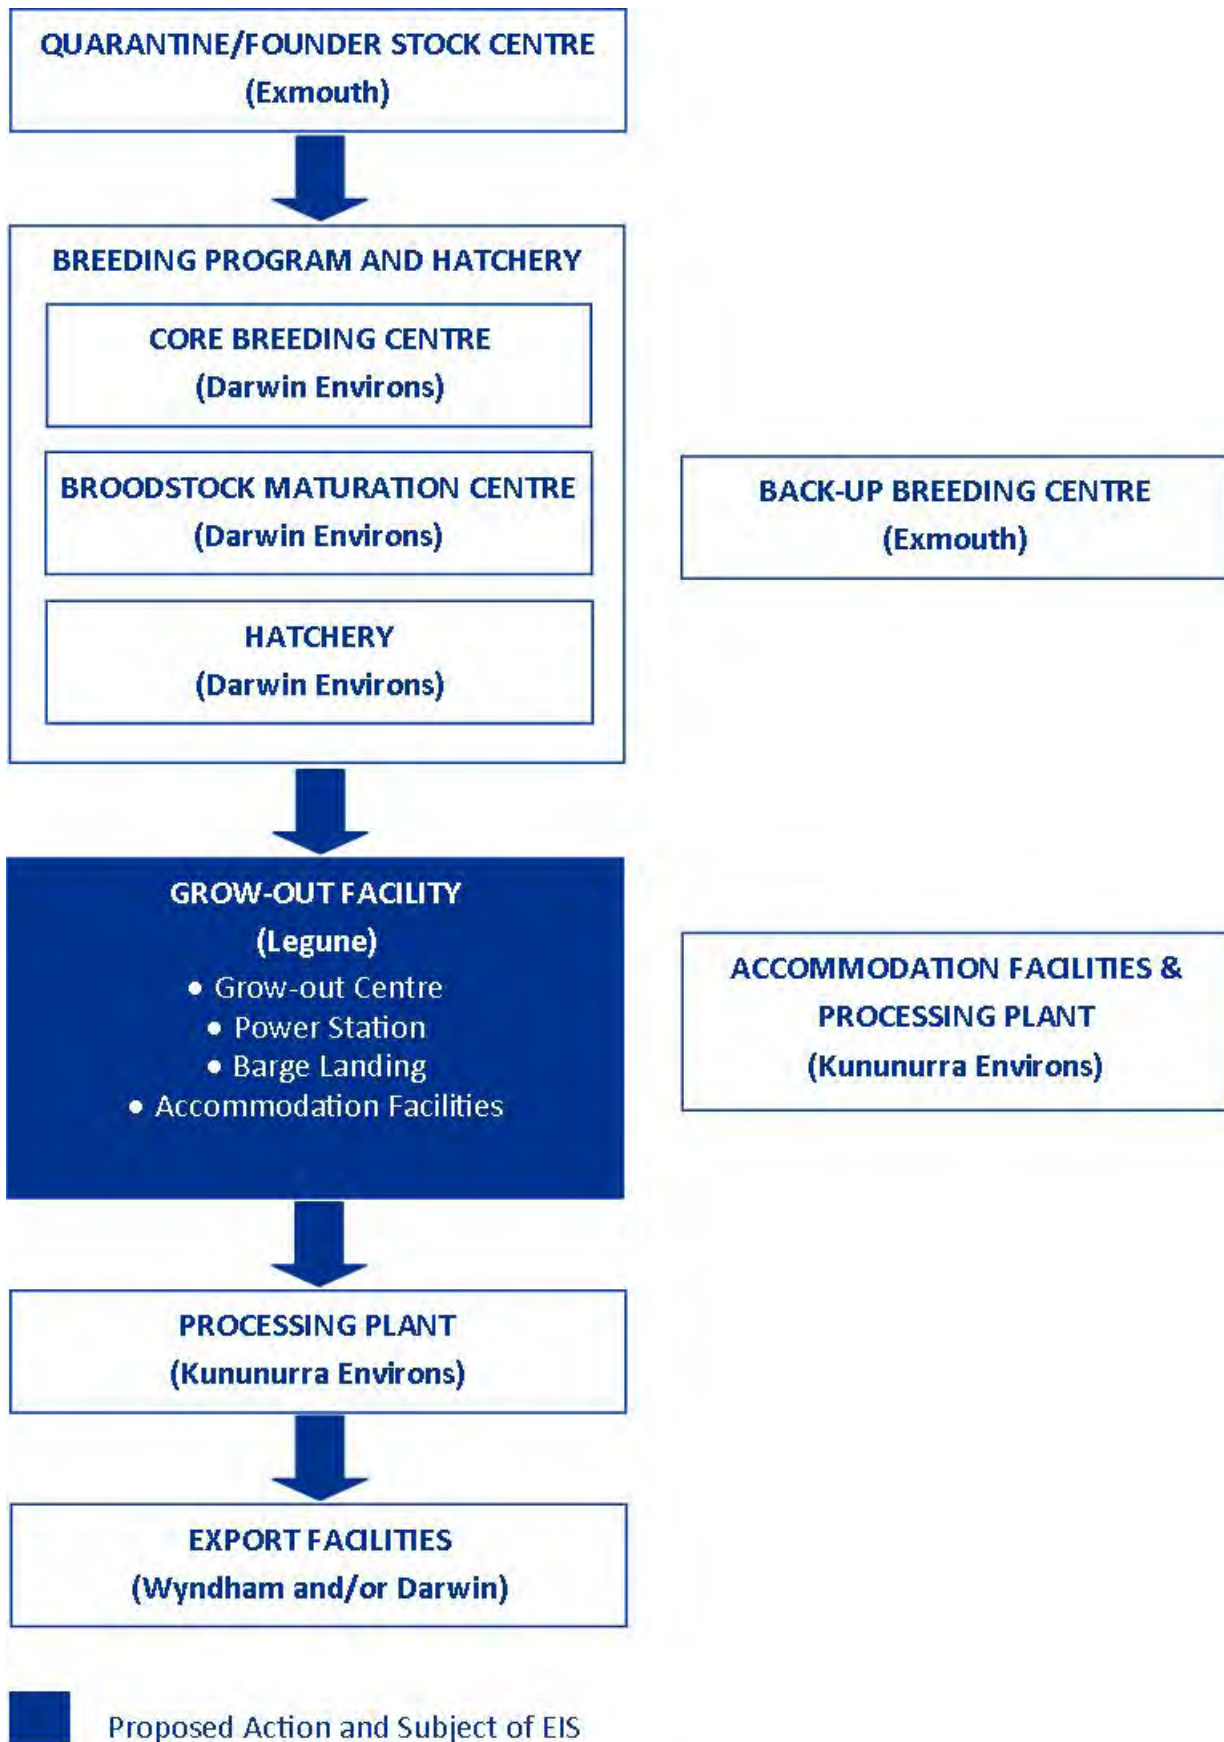 QUARANTINE/FOUNDER STOCK CENTRE
(Exmouth)
BREEDING PROGRAM AND HATCHERY
CORE BREEDING CENTRE
(Darwin Environs)
BROODSTOCK MATURATION CENTRE
(Darwin Environs)
HATCHERY
(Darwin Environs)
BACK-UP BREEDING CENTRE
(Exmouth)
GROW-OUT FACILITY
(Legune)
● Grow-out Centre
● Power Station
● Barge Landing
● Accommodation Facilities
ACCOMMODATION FACILITIES &
PROCESSING PLANT
(Kununurra Environs)
PROCESSING PLANT
(Kununurra Environs)
EXPORT FACILITIES
(Wyndham and/or Darwin)
Proposed Action and Subject of EIS